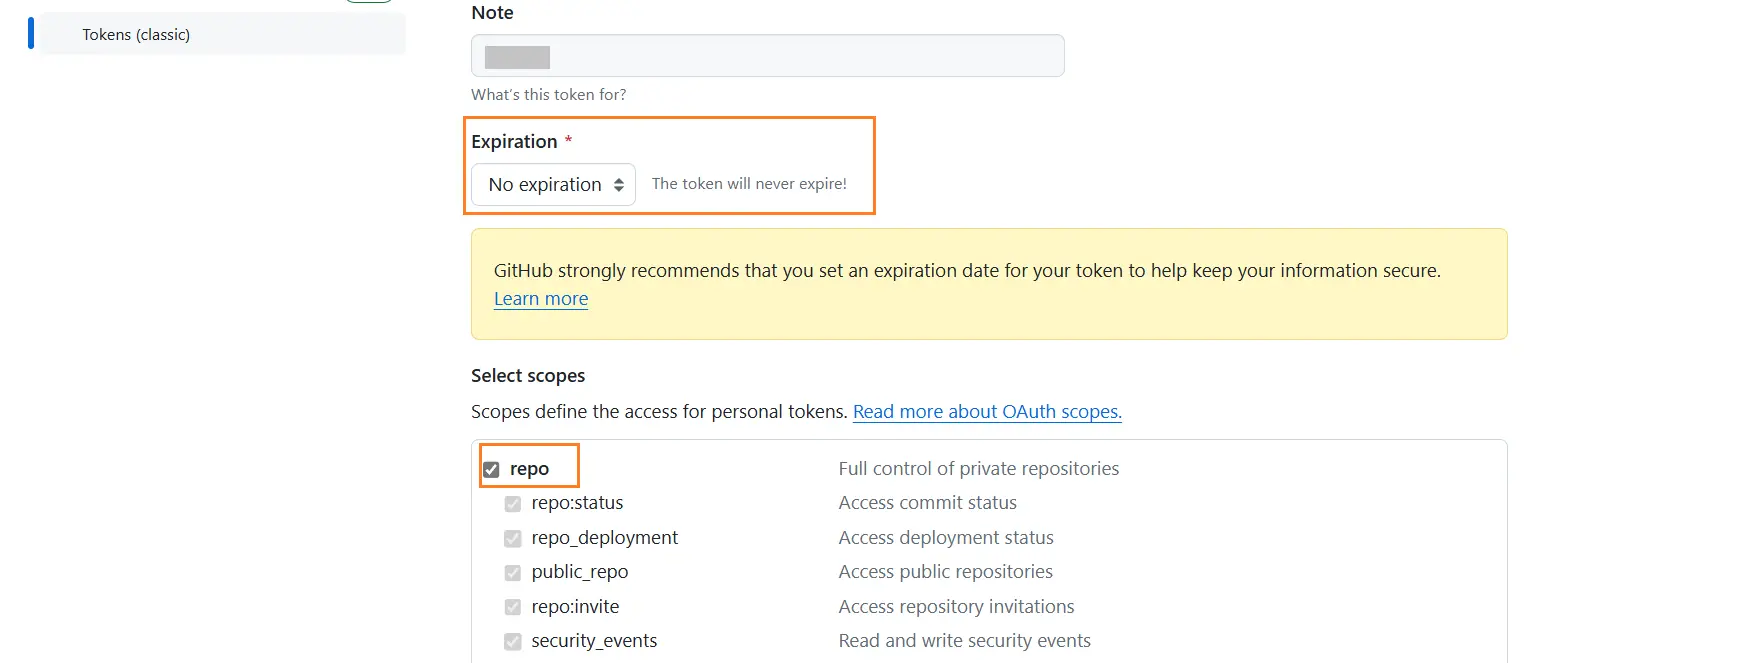 Tokens (classic)
Note
What's this token for?
Expiration *
No expiration The token will never expire!
GitHub strongly recommends that you set an expiration date for your token to help keep your information secure.
Learn more
Select scopes
Scopes define the access for personal tokens. Read more about OAuth scopes.
repo Full control of private repositories
repo:status Access commit status
repo_deployment Access deployment status
public_repo Access public repositories
repo:invite Access repository invitations
security_events Read and write security events